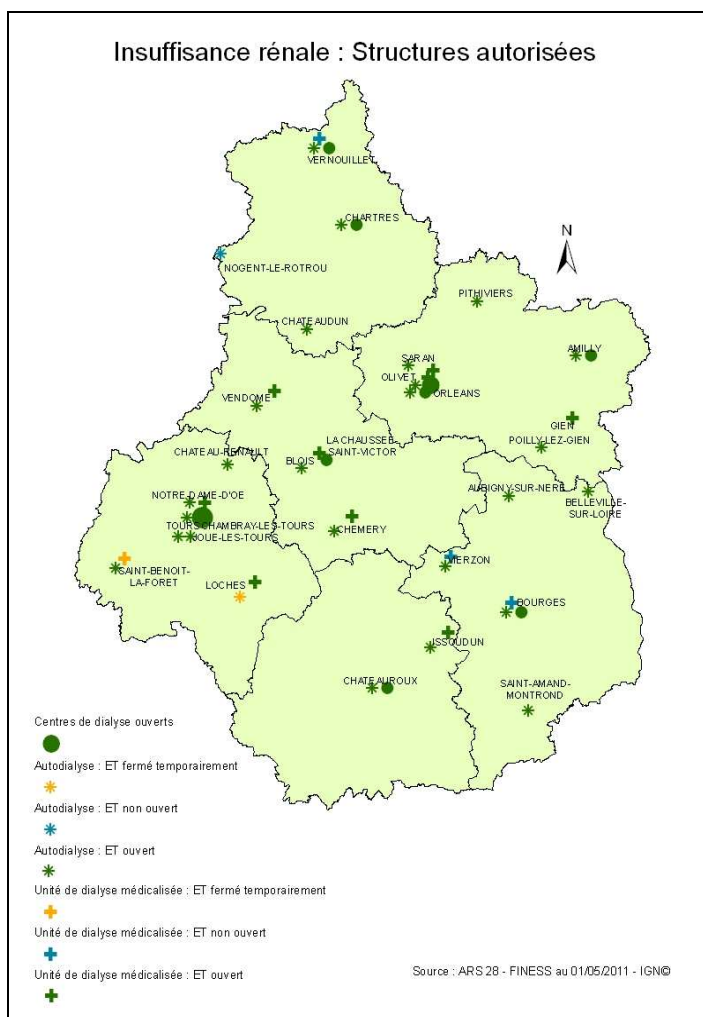 Insuffisance rénale : Structures autorisées
VERNOUILLET
CHARTRES
N
NOGENT-LE-ROTROU
PITHIVIERS
CHATEAUDUN
AMILLY
SARAN
OLIVET
ORLEANS
VENDOME
GIEN
POILLY-LEZ-GIEN
LA CHAUSSEE-
SAINT-VICTOR
CHATEAU-RENAULT
BLOIS
AUBIGNY-SUR-NERE
BELLEVILLE-
SUR-LOIRE
NOTRE-DAME-D'OE
TOURS
CHAMBRAY-LES-TOURS
JOUE-LES-TOURS
CHEMERY
VIERZON
SAINT-BENOIT-
LA-FORET
LOCHES
BOURGES
ISSOUDUN
CHATEAUROUX
SAINT-AMAND-
MONTROND
Centres de dialyse ouverts
Autodialyse : ET fermé temporairement
Autodialyse : ET non ouvert
Autodialyse : ET ouvert
Unité de dialyse médicalisée : ET fermé temporairement
Unité de dialyse médicalisée : ET non ouvert
Unité de dialyse médicalisée : ET ouvert
Source : ARS 28 - FINESS au 01/05/2011 - IGN©